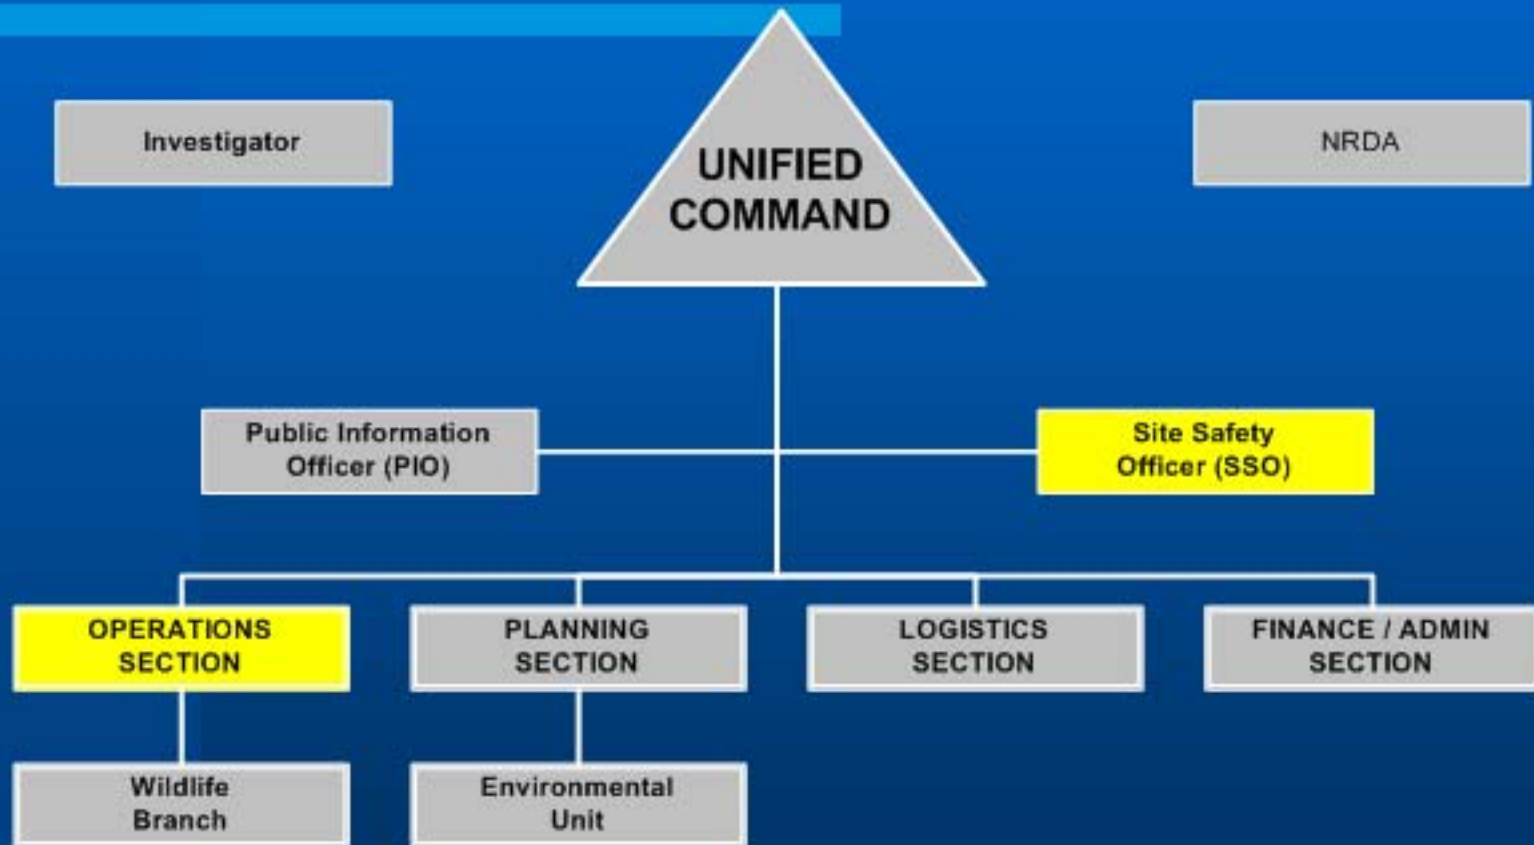 Investigator
UNIFIED
COMMAND
NRDA
Public Information
Officer (PIO)
Site Safety
Officer (SSO)
OPERATIONS
SECTION
PLANNING
SECTION
LOGISTICS
SECTION
FINANCE / ADMIN
SECTION
Wildlife
Branch
Environmental
Unit